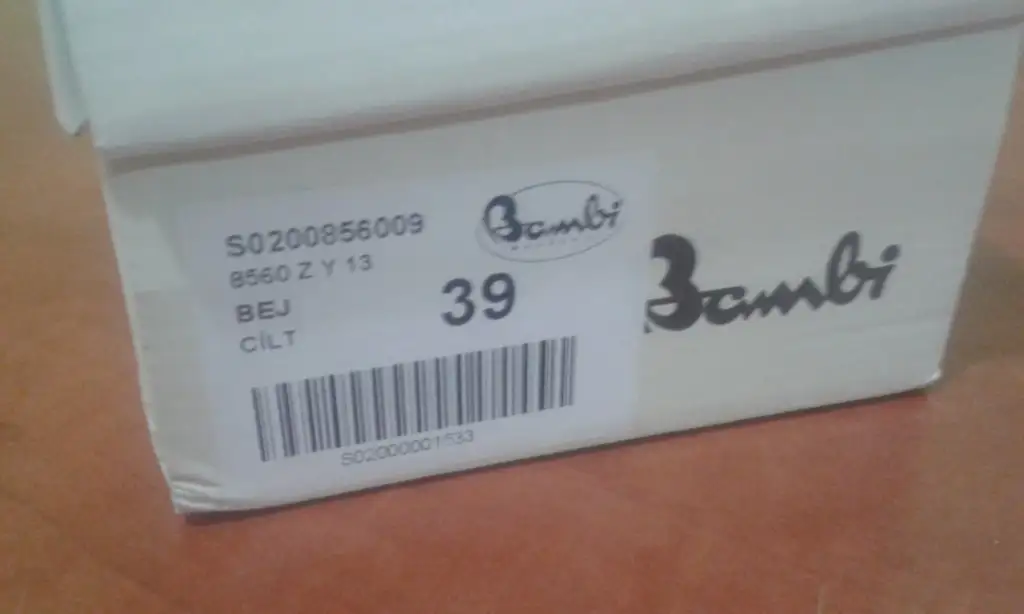 S0200856009
8560 Z Y 13
BEJ
CİLT
39
Bambi
S02000001533
Bambi